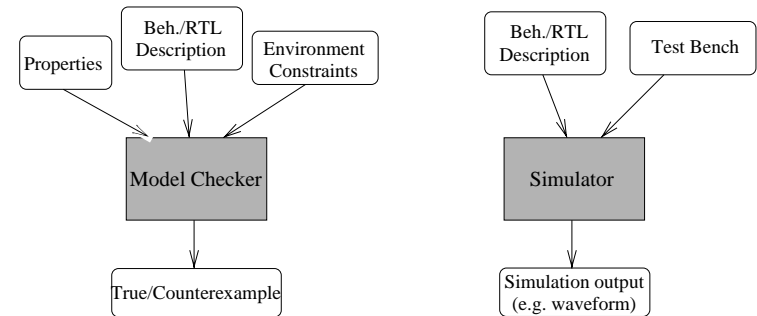 Properties
Beh./RTL
Description
Environment
Constraints
Model Checker
True/Counterexample
Beh./RTL
Description
Test Bench
Simulator
Simulation output
(e.g. waveform)